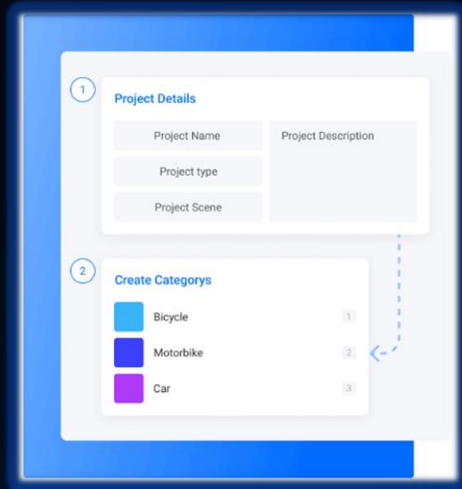 1
Project Details
Project Name
Project Description
Project type
Project Scene
2
Create Categorys
Bicycle 1
Motorbike 2
Car 3